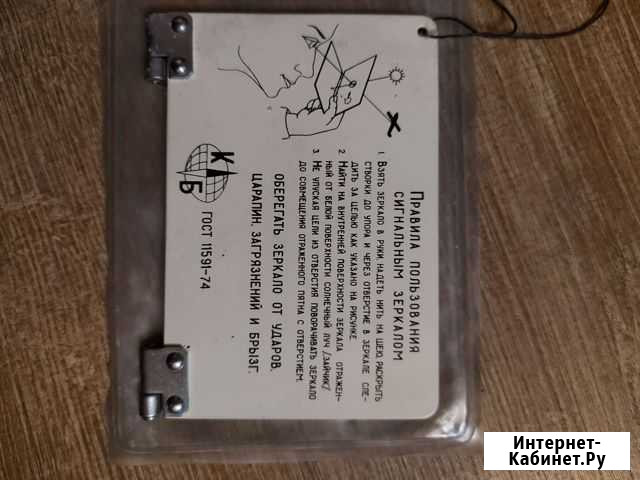 Правила пользования
сигнальным зеркалом
1. Взять зеркало в руки надеть нить на шею, раскрыть
створки до упора и через отверстие в зеркале сле-
дить за целью как указано на рисунке
2. Найти на внутренней поверхности зеркала отражен-
ный от белой поверхности солнечный луч /зайчик/
3. Не упуская цели из отверстия поворачивать зеркало
до совмещения отраженного пятна с отверстием.
Оберегать зеркало от ударов,
царапин, загрязнений и брызг.
К
Б
ГОСТ 11591-74
Интернет-
Кабинет.Ру